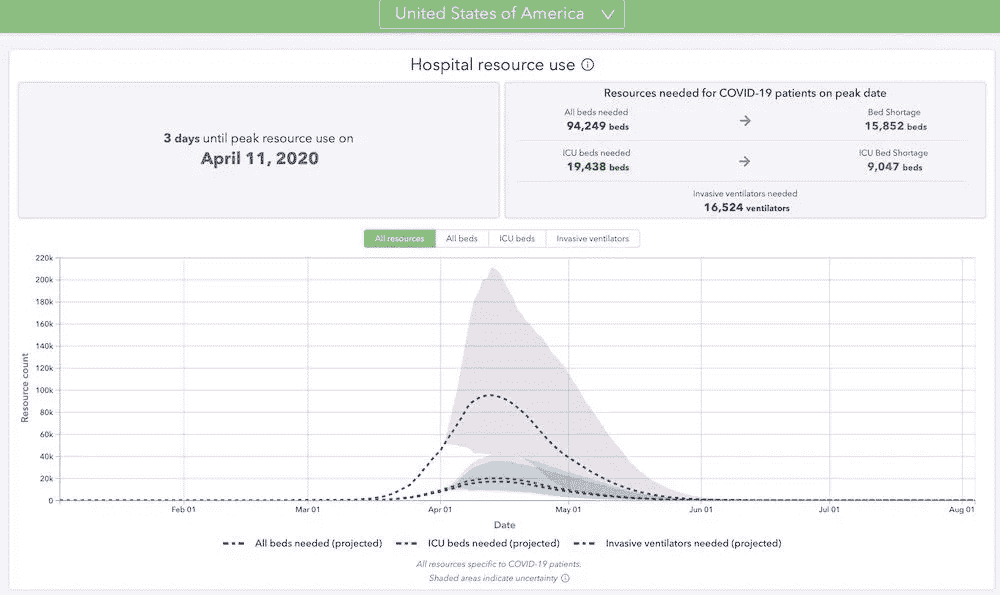 United States of America
Hospital resource use
3 days until peak resource use on
April 11, 2020
Resources needed for COVID-19 patients on peak date
All beds needed
94,249 beds
Bed Shortage
15,852 beds
ICU beds needed
19,438 beds
ICU Bed Shortage
9,047 beds
Invasive ventilators needed
16,524 ventilators
All resources All beds ICU beds Invasive ventilators
220k
200k
180k
160k
140k
120k
100k
80k
60k
40k
20k
0
Resource count
Feb 01 Mar 01 Apr 01 May 01 Jun 01 Jul 01 Aug 01
Date
All beds needed (projected) ICU beds needed (projected) Invasive ventilators needed (projected)
All resources specific to COVID-19 patients.
Shaded areas indicate uncertainty